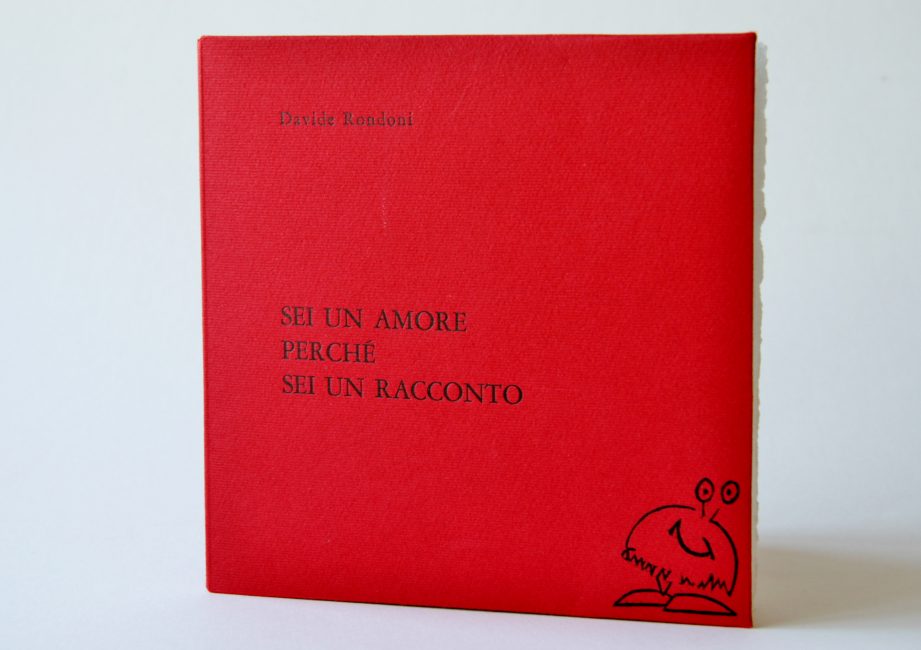 Davide Rondoni
SEI UN AMORE
PERCHÉ
SEI UN RACCONTO